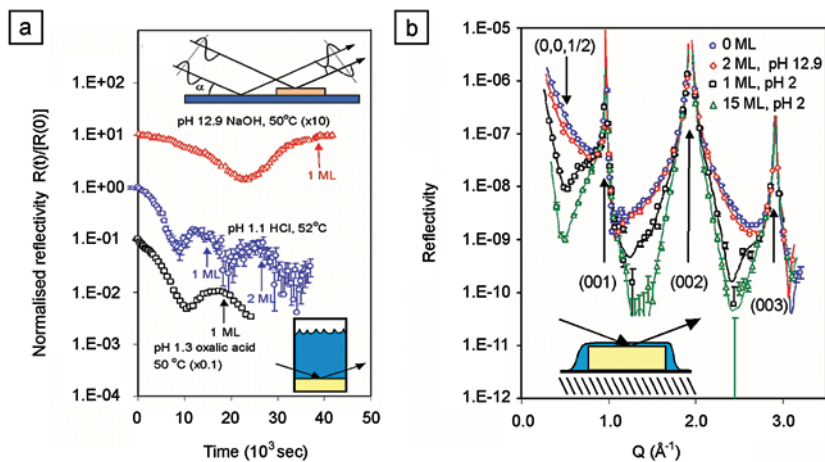 a
Normalised reflectivity R(t)/[R(0)]
1.E+02
1.E+01
1.E+00
1.E-01
1.E-02
1.E-03
1.E-04
α
pH 12.9 NaOH, 50°C (x10)
1 ML
pH 1.1 HCl, 52°C
1 ML
2 ML
1 ML
pH 1.3 oxalic acid
50 °C (x0.1)
0
10
20
30
40
50
Time (10³ sec)
b
Reflectivity
1.E-05
1.E-06
1.E-07
1.E-08
1.E-09
1.E-10
1.E-11
1.E-12
(0,0,1/2)
0 ML
2 ML, pH 12.9
1 ML, pH 2
15 ML, pH 2
(001)
(002)
(003)
0.0
1.0
2.0
3.0
Q (Å⁻¹)